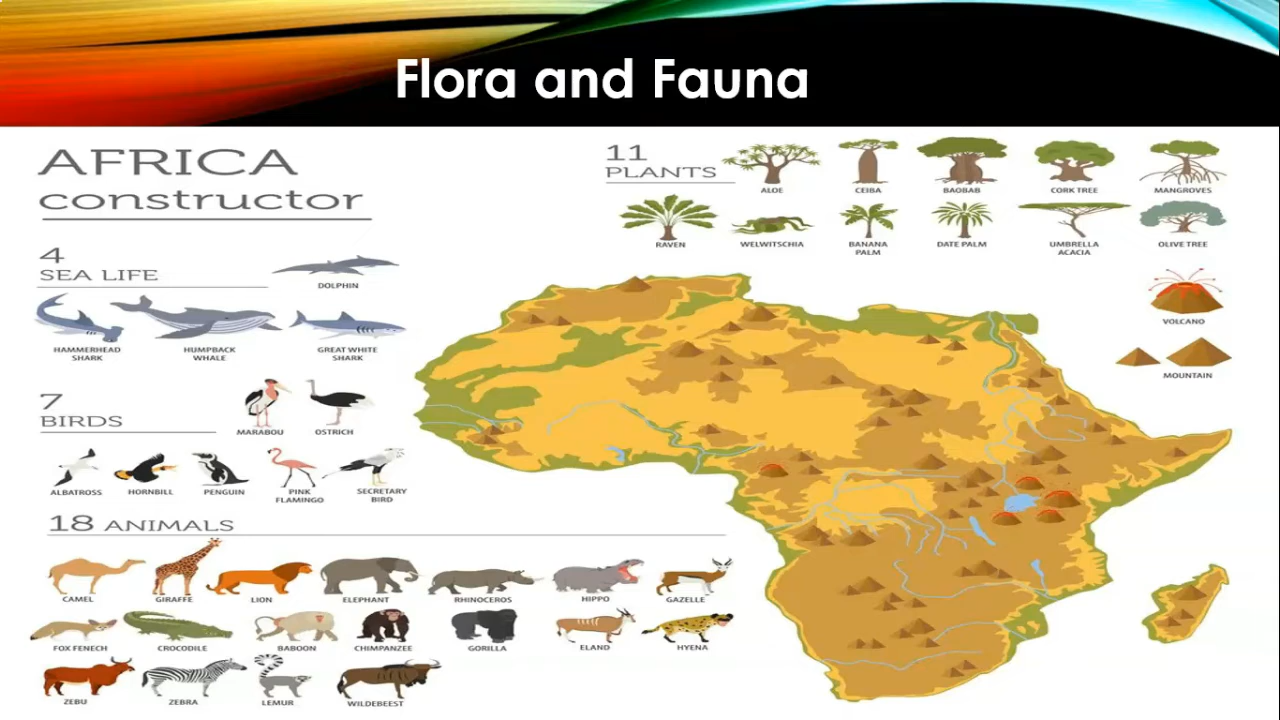 Flora and Fauna
AFRICA
constructor
4
SEA LIFE
DOLPHIN
HAMMERHEAD
SHARK
HUMPBACK
WHALE
GREAT WHITE
SHARK
7
BIRDS
MARABOU
OSTRICH
ALBATROSS
HORNBILL
PENGUIN
PINK
FLAMINGO
SECRETARY
BIRD
18 ANIMALS
CAMEL
GIRAFFE
LION
ELEPHANT
RHINOCEROS
HIPPO
GAZELLE
FOX FENECH
CROCODILE
BABOON
CHIMPANZEE
GORILLA
ELAND
HYENA
ZEBU
ZEBRA
LEMUR
WILDEBEEST
11
PLANTS
ALOE
CEIBA
BAOBAB
CORK TREE
MANGROVES
RAVEN
WELWITSCHIA
BANANA
PALM
DATE PALM
UMBRELLA
ACACIA
OLIVE TREE
VOLCANO
MOUNTAIN